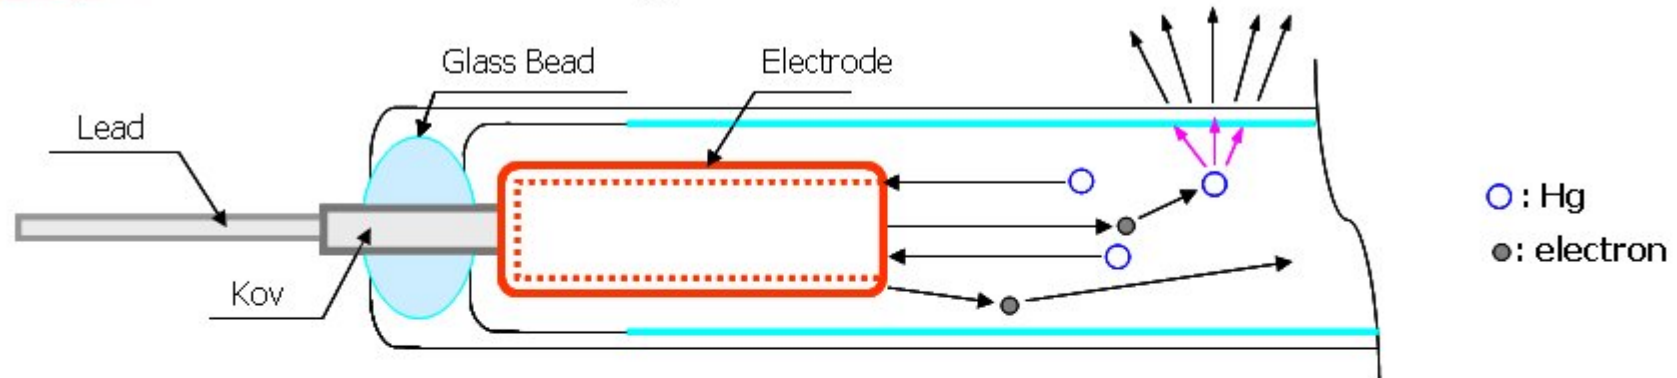 Glass Bead
Electrode
Lead
Kov
: Hg
: electron